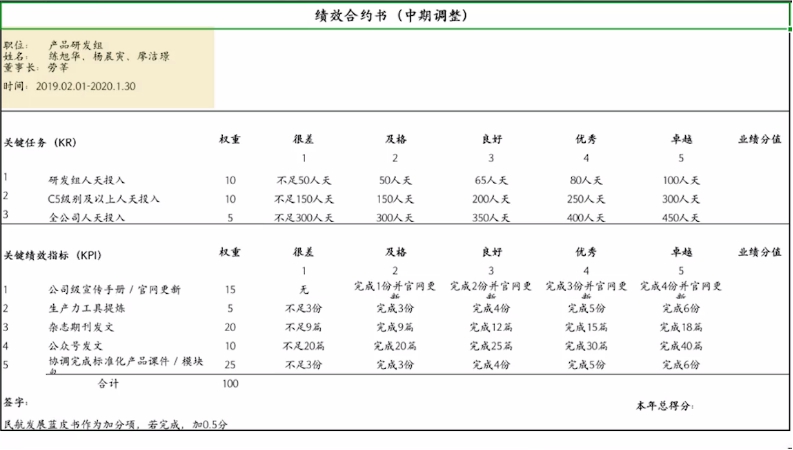 绩效合约书（中期调整）
职位： 产品研发组
姓名： 练旭华、杨晨寅、廖洁璟
董事长：劳莘
时间：2019.02.01-2020.1.30
关键任务（KR） 权重 很差 及格 良好 优秀 卓越 业绩分值
1 2 3 4 5
1 研发组人天投入 10 不足50人天 50人天 65人天 80人天 100人天
2 C5级别及以上人天投入 10 不足150人天 150人天 200人天 250人天 300人天
3 全公司人天投入 5 不足300人天 300人天 350人天 400人天 450人天
关键绩效指标（KPI） 权重 很差 及格 良好 优秀 卓越 业绩分值
1 2 3 4 5
1 公司级宣传手册 / 官网更新 15 无 完成1份并官网更新 完成2份并官网更新 完成3份并官网更新 完成4份并官网更新
2 生产力工具提炼 5 不足3份 完成3份 完成4份 完成5份 完成6份
3 杂志期刊发文 20 不足9篇 完成9篇 完成12篇 完成15篇 完成18篇
4 公众号发文 10 不足20篇 完成20篇 完成25篇 完成30篇 完成40篇
5 协调完成标准化产品课件 / 模块 25 不足3份 完成3份 完成4份 完成5份 完成6份
合计 100
签字： 本年总得分：
民航发展蓝皮书作为加分项，若完成，加0.5分